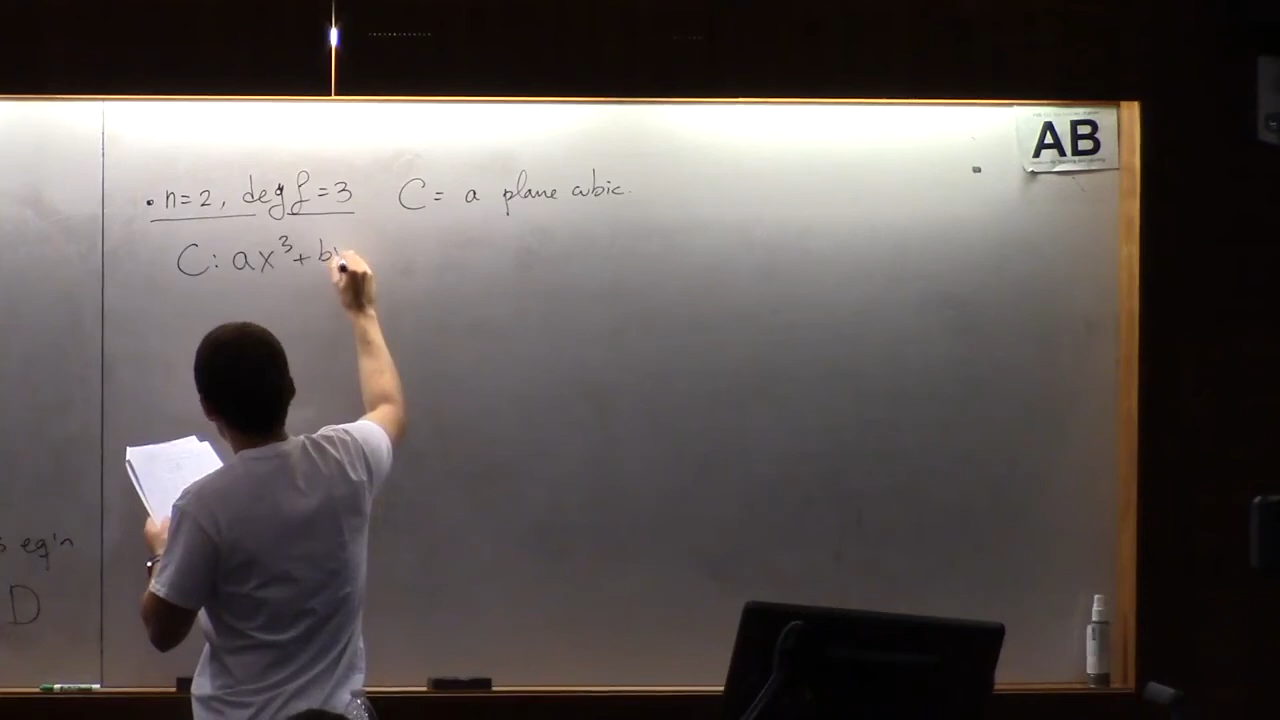 • n=2, deg f=3 C= a plane cubic.
C: ax³+b
AB
eq'n
D